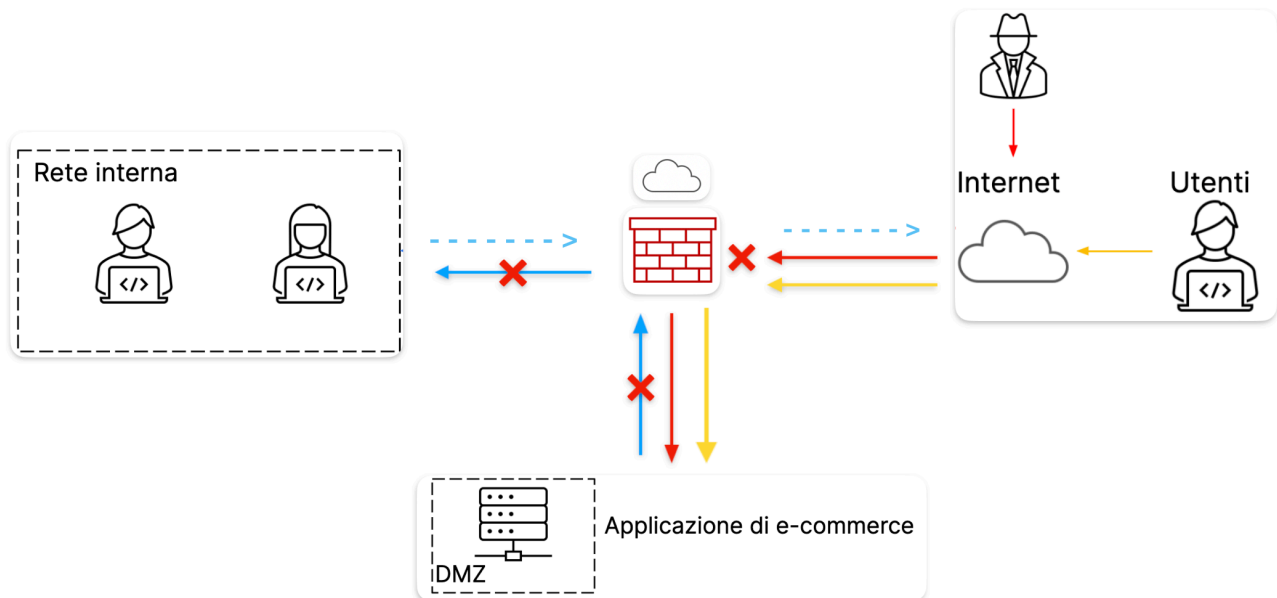 Rete interna
</>
</>
Internet
Utenti
</>
Applicazione di e-commerce
DMZ